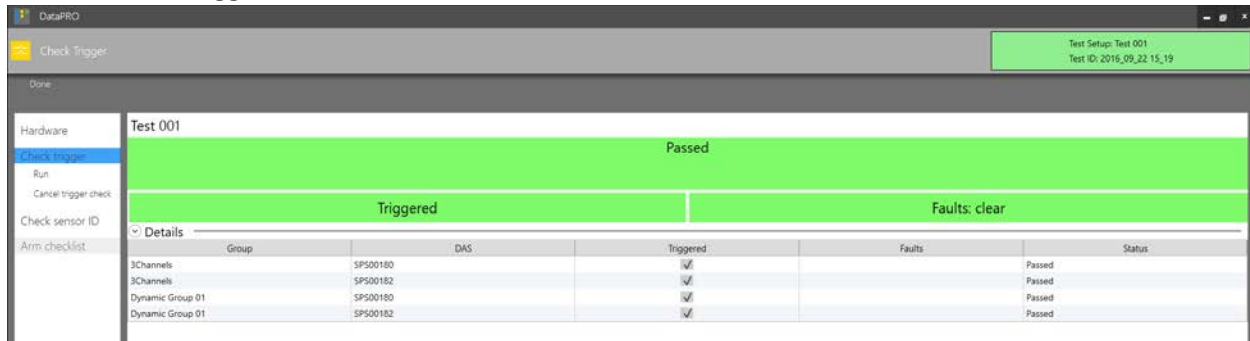 DataPRO
Check Trigger
Test Setup: Test 001
Test ID: 2016_09_22 15_19
Done
Hardware
Check trigger
Run
Cancel trigger check
Check sensor ID
Arm checklist
Test 001
Passed
Triggered Faults: clear
Details
Group DAS Triggered Faults Status
3Channels SPS00180 Passed
3Channels SPS00182 Passed
Dynamic Group 01 SPS00180 Passed
Dynamic Group 01 SPS00182 Passed